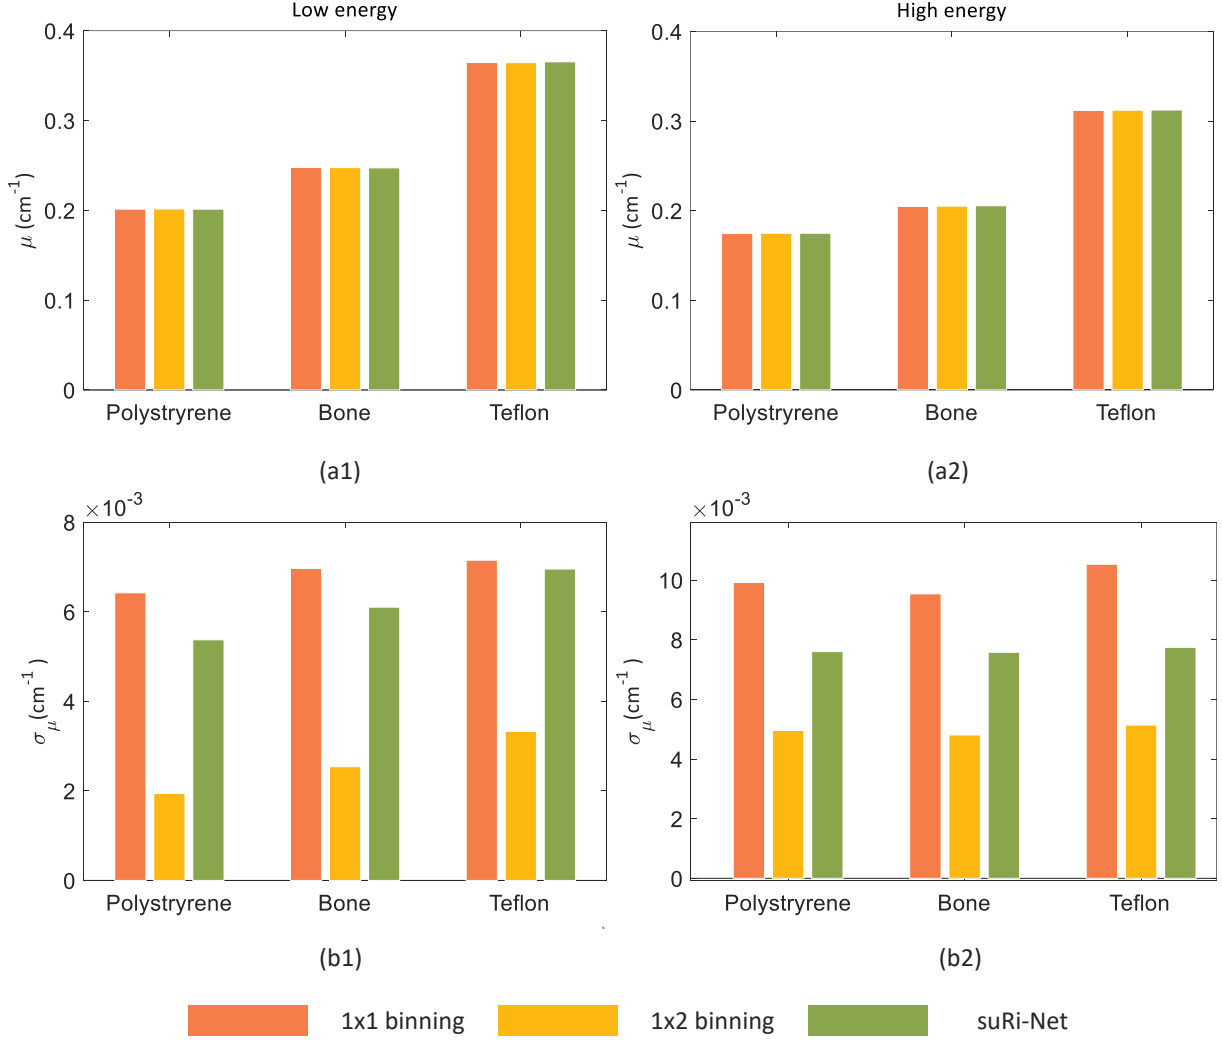 Low energy
High energy
0.4
0.3
0.2
0.1
0
μ (cm⁻¹)
Polystryrene Bone Teflon
(a1)
0.4
0.3
0.2
0.1
0
μ (cm⁻¹)
Polystryrene Bone Teflon
(a2)
×10⁻³
8
6
4
2
0
σ_μ (cm⁻¹)
Polystryrene Bone Teflon
(b1)
×10⁻³
10
8
6
4
2
0
σ_μ (cm⁻¹)
Polystryrene Bone Teflon
(b2)
1x1 binning 1x2 binning suRi-Net